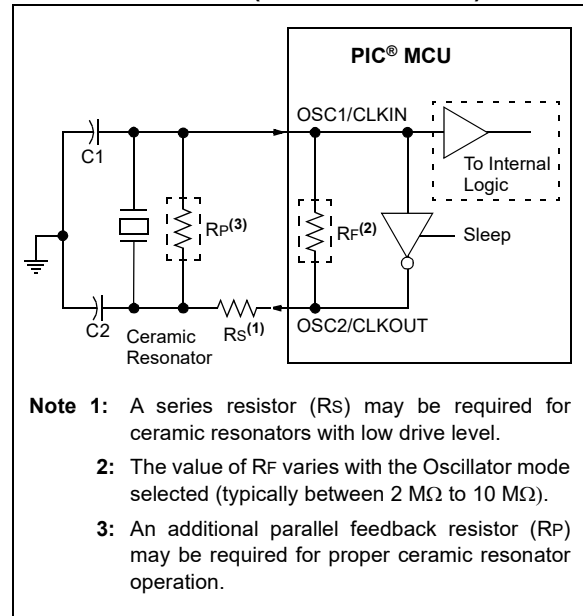 PIC® MCU
OSC1/CLKIN
C1
To Internal
Logic
RP(3)
RF(2)
Sleep
C2
Ceramic
Resonator
RS(1)
OSC2/CLKOUT
Note 1: A series resistor (RS) may be required for
ceramic resonators with low drive level.
2: The value of RF varies with the Oscillator mode
selected (typically between 2 MΩ to 10 MΩ).
3: An additional parallel feedback resistor (RP)
may be required for proper ceramic resonator
operation.